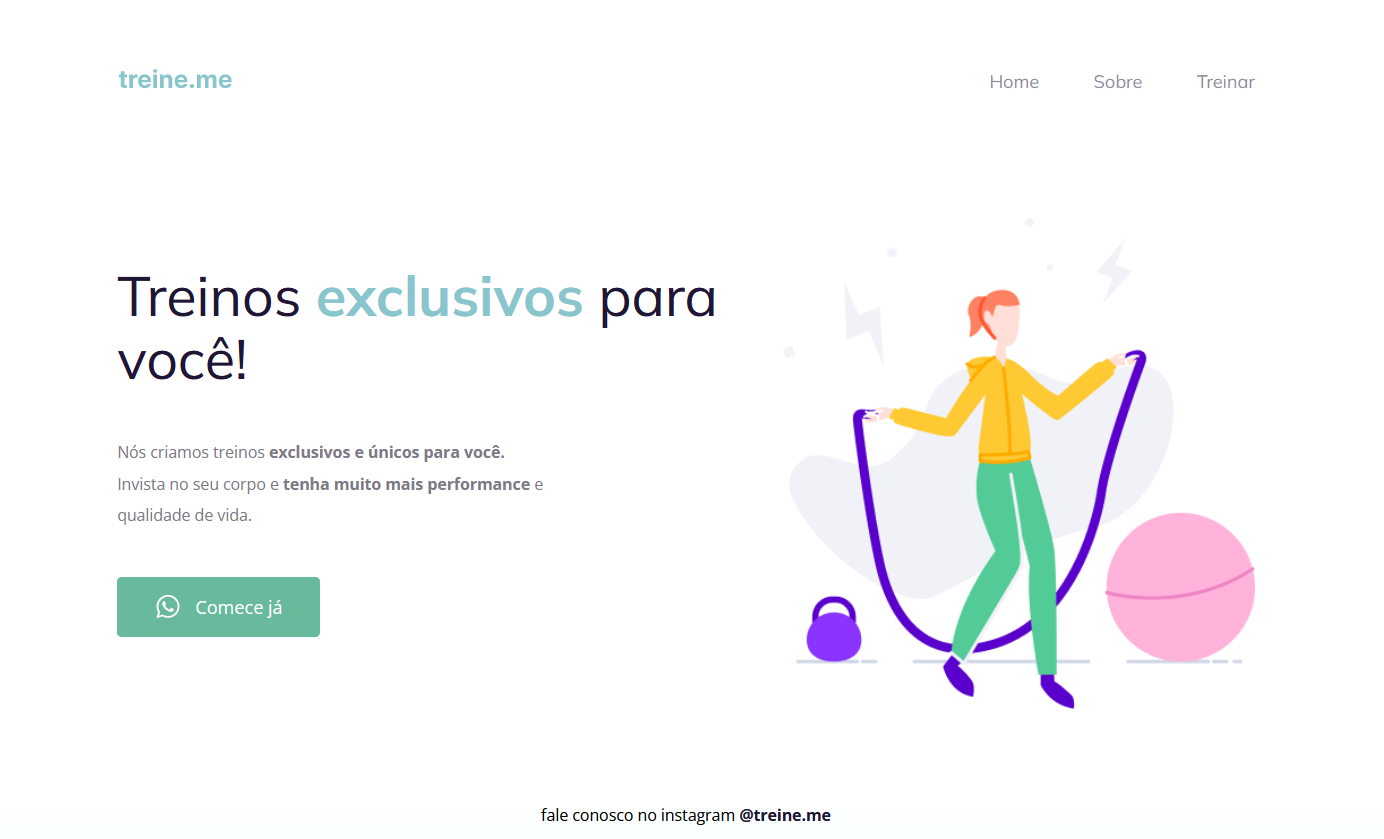 treine.me
Home Sobre Treinar
Treinos exclusivos para
você!
Nós criamos treinos exclusivos e únicos para você.
Invista no seu corpo e tenha muito mais performance e
qualidade de vida.
Comece já
fale conosco no instagram @treine.me